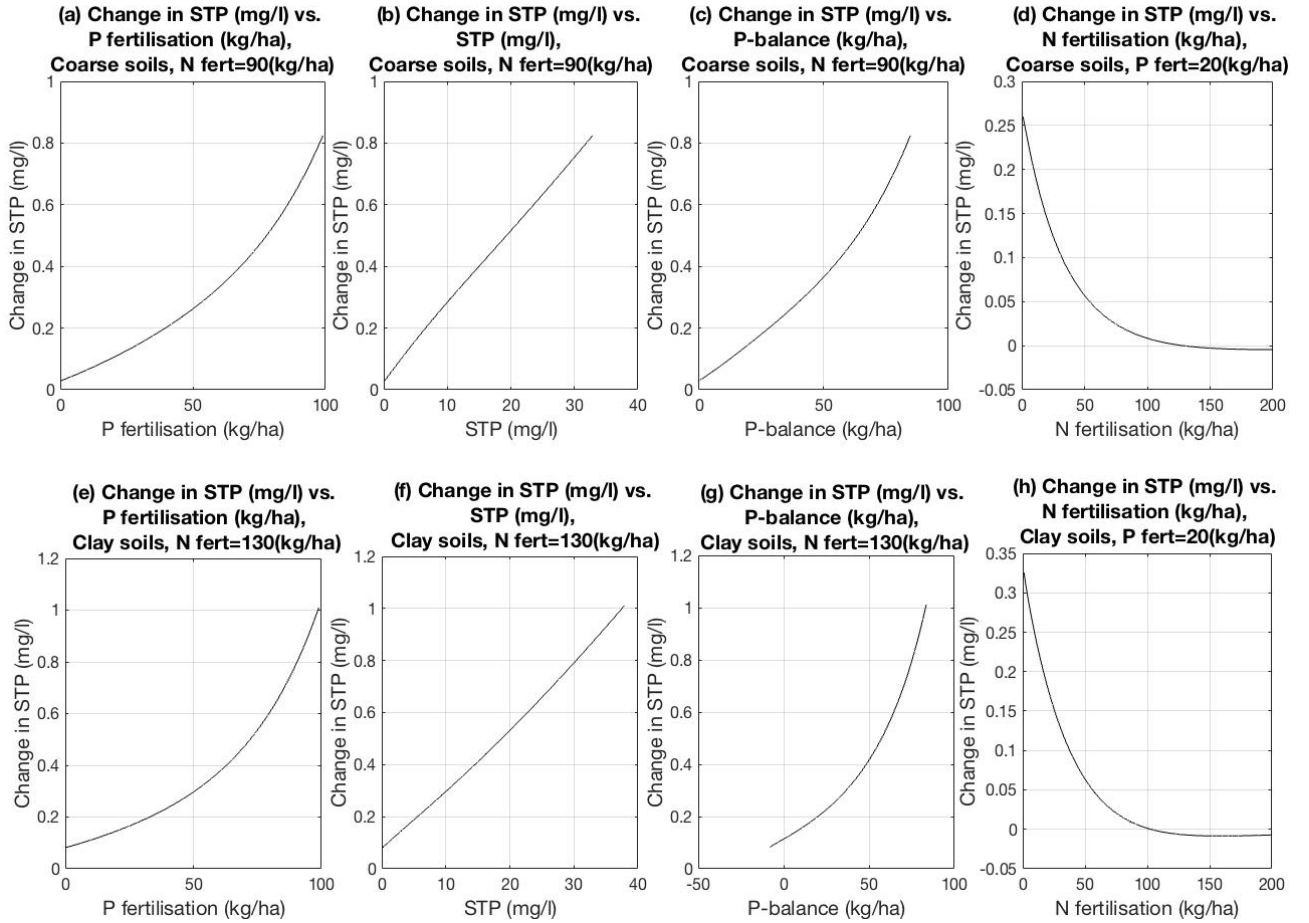 (a) Change in STP (mg/l) vs.
P fertilisation (kg/ha),
Coarse soils, N fert=90(kg/ha)
1
0.8
0.6
0.4
0.2
0
Change in STP (mg/l)
0
50
100
P fertilisation (kg/ha)
(b) Change in STP (mg/l) vs.
STP (mg/l),
Coarse soils, N fert=90(kg/ha)
1
0.8
0.6
0.4
0.2
0
Change in STP (mg/l)
0
10
20
30
40
STP (mg/l)
(c) Change in STP (mg/l) vs.
P-balance (kg/ha),
Coarse soils, N fert=90(kg/ha)
1
0.8
0.6
0.4
0.2
0
Change in STP (mg/l)
0
50
100
P-balance (kg/ha)
(d) Change in STP (mg/l) vs.
N fertilisation (kg/ha),
Coarse soils, P fert=20(kg/ha)
0.3
0.25
0.2
0.15
0.1
0.05
0
-0.05
Change in STP (mg/l)
0
50
100
150
200
N fertilisation (kg/ha)
(e) Change in STP (mg/l) vs.
P fertilisation (kg/ha),
Clay soils, N fert=130(kg/ha)
1.2
1
0.8
0.6
0.4
0.2
0
Change in STP (mg/l)
0
50
100
P fertilisation (kg/ha)
(f) Change in STP (mg/l) vs.
STP (mg/l),
Clay soils, N fert=130(kg/ha)
1.2
1
0.8
0.6
0.4
0.2
0
Change in STP (mg/l)
0
10
20
30
40
STP (mg/l)
(g) Change in STP (mg/l) vs.
P-balance (kg/ha),
Clay soils, N fert=130(kg/ha)
1.2
1
0.8
0.6
0.4
0.2
0
Change in STP (mg/l)
-50
0
50
100
P-balance (kg/ha)
(h) Change in STP (mg/l) vs.
N fertilisation (kg/ha),
Clay soils, P fert=20(kg/ha)
0.35
0.3
0.25
0.2
0.15
0.1
0.05
0
-0.05
Change in STP (mg/l)
0
50
100
150
200
N fertilisation (kg/ha)